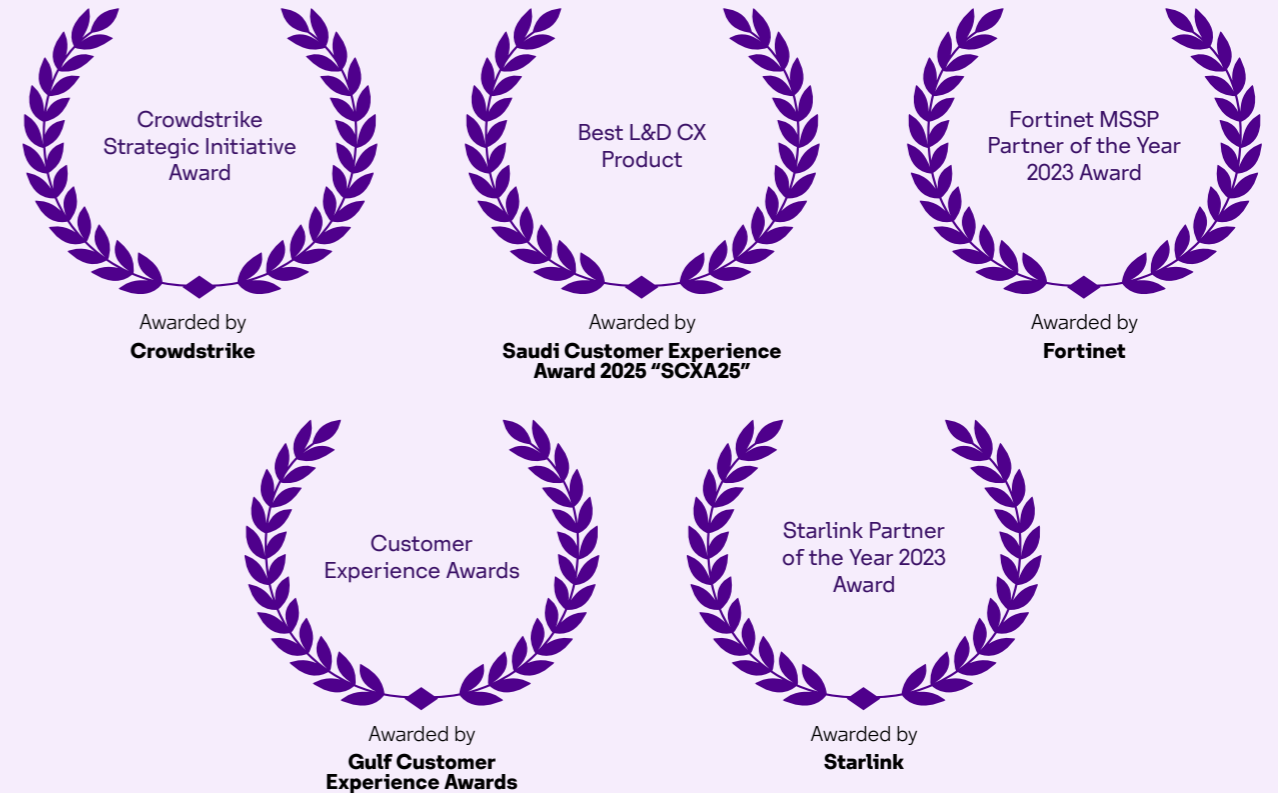 Crowdstrike
Strategic Initiative
Award
Awarded by
Crowdstrike
Best L&D CX
Product
Awarded by
Saudi Customer Experience
Award 2025 “SCXA25”
Fortinet MSSP
Partner of the Year
2023 Award
Awarded by
Fortinet
Customer
Experience Awards
Awarded by
Gulf Customer
Experience Awards
Starlink Partner
of the Year 2023
Award
Awarded by
Starlink